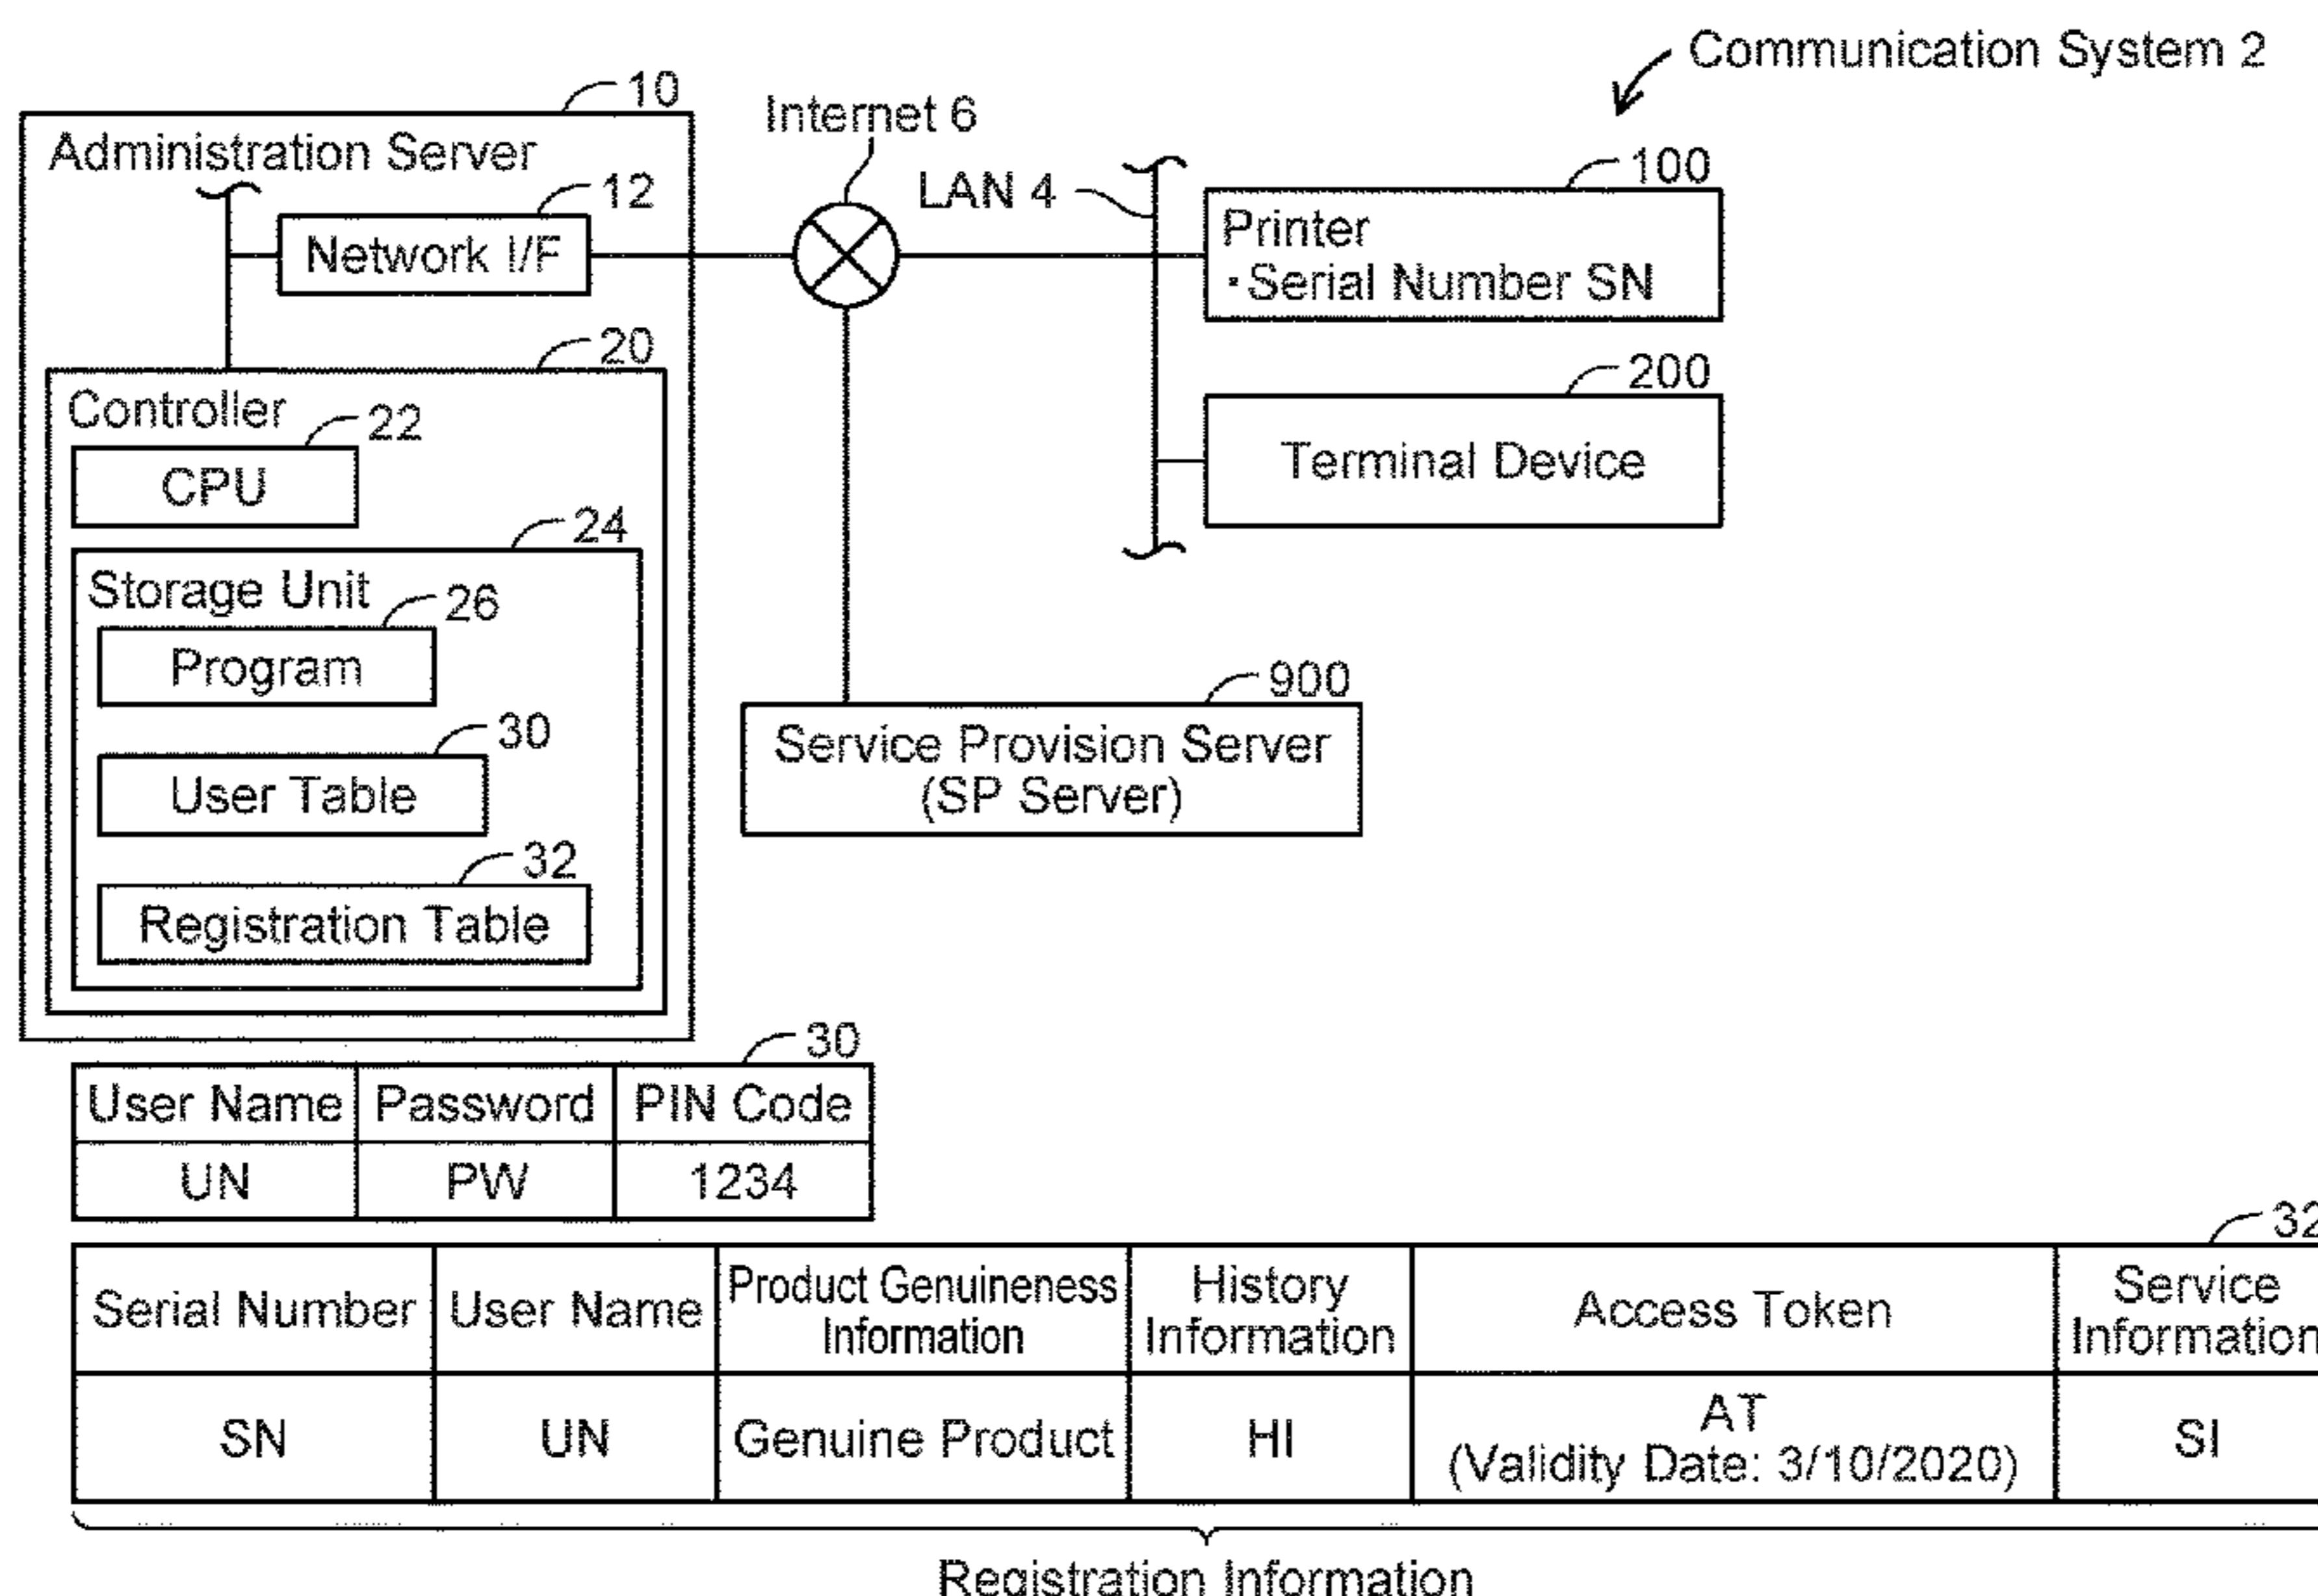 Communication System 2
10
Administration Server
Internet 6
12
Network I/F
LAN 4
100
Printer
・Serial Number SN
20
Controller
22
CPU
200
Terminal Device
24
Storage Unit
26
Program
30
User Table
32
Registration Table
900
Service Provision Server
(SP Server)
30
User Name Password PIN Code
UN PW 1234
32
Serial Number User Name Product Genuineness Information History Information Access Token Service Information
SN UN Genuine Product HI AT (Validity Date: 3/10/2020) SI
Registration Information